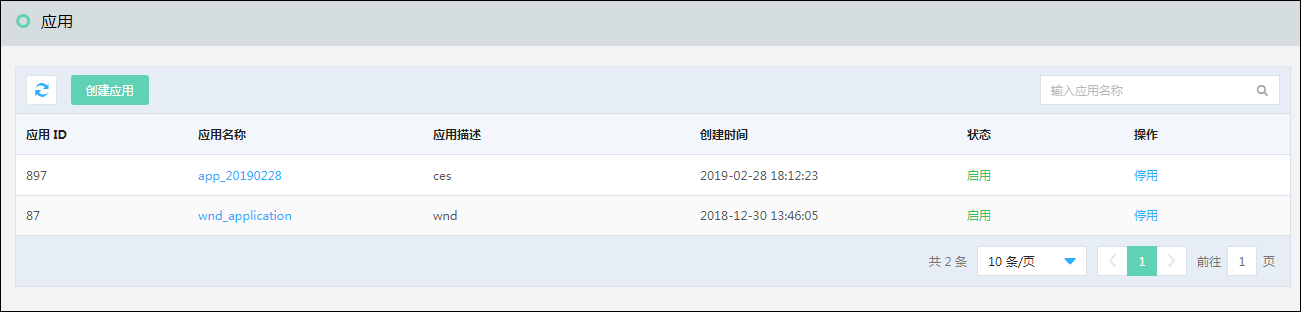 应用
创建应用 输入应用名称
应用 ID 应用名称 应用描述 创建时间 状态 操作
897 app_20190228 ces 2019-02-28 18:12:23 启用 停用
87 wnd_application wnd 2018-12-30 13:46:05 启用 停用
共 2 条 10 条/页 1 前往 1 页